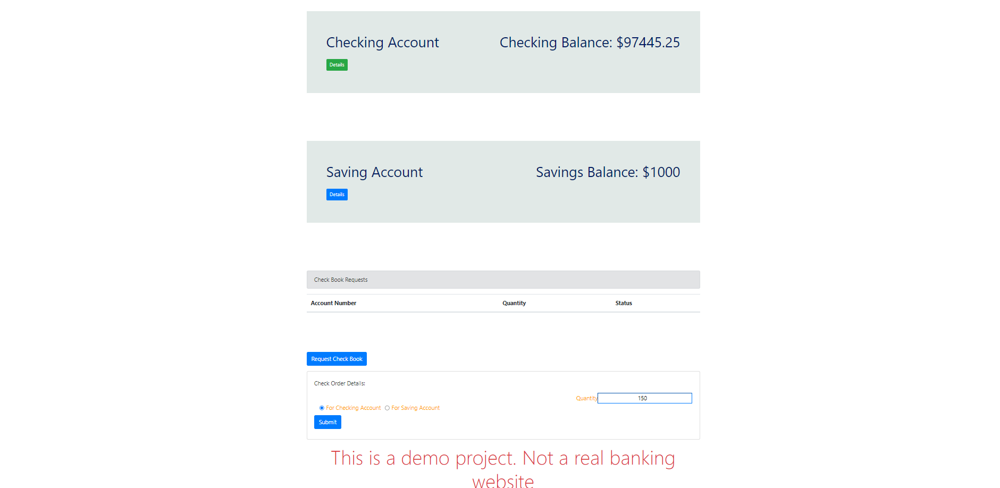 Checking Account Checking Balance: $97445.25
Details
Saving Account Savings Balance: $1000
Details
Check Book Requests
Account Number Quantity Status
Request Check Book
Check Order Details:
Quantity 150
For Checking Account For Saving Account
Submit
This is a demo project. Not a real banking
website